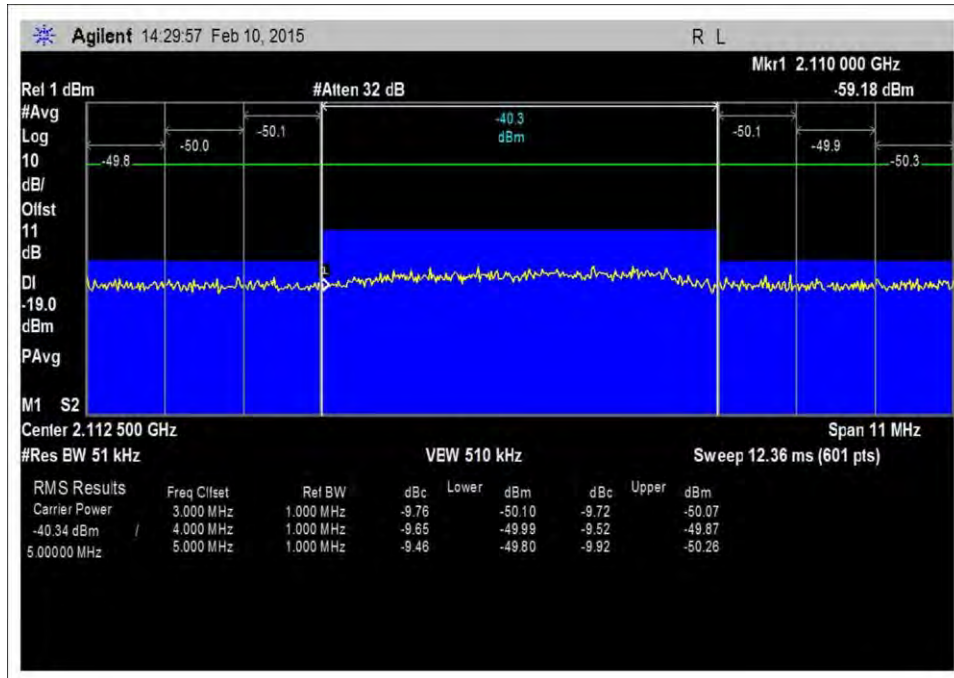 Agilent 14:29:57 Feb 10, 2015 R L
Mkr1 2.110 000 GHz
Rel 1 dBm #Atten 32 dB -59.18 dBm
#Avg
Log
10
dB/
Offst
11
dB
DI
-19.0
dBm
PAvg
M1 S2
-49.8 -50.0 -50.1 -40.3 dBm -50.1 -49.9 -50.3
1
Center 2.112 500 GHz Span 11 MHz
#Res BW 51 kHz VEW 510 kHz Sweep 12.36 ms (601 pts)
RMS Results Freq Clfset Ref BW dBc Lower dBm dBc Upper dBm
Carrier Power 3.000 MHz 1.000 MHz -9.76 -50.10 -9.72 -50.07
-40.34 dBm / 4.000 MHz 1.000 MHz -9.65 -49.99 -9.52 -49.87
5.00000 MHz 5.000 MHz 1.000 MHz -9.46 -49.80 -9.92 -50.26